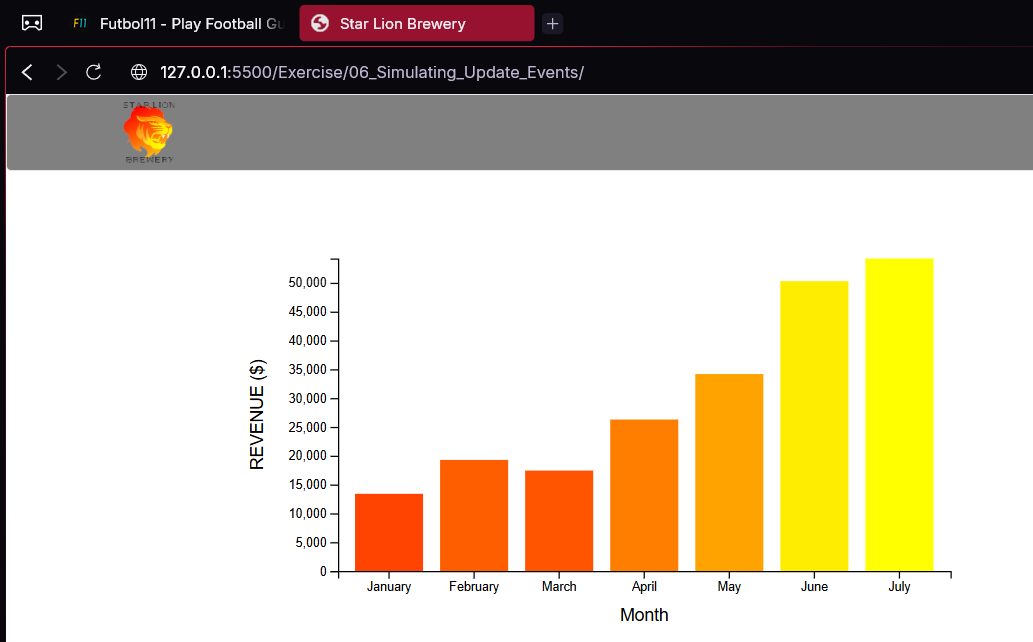 Futbol11 - Play Football Gu
Star Lion Brewery
127.0.0.1:5500/Exercise/06_Simulating_Update_Events/
STAR LION
BREWERY
REVENUE ($)
50,000
45,000
40,000
35,000
30,000
25,000
20,000
15,000
10,000
5,000
0
January February March April May June July
Month